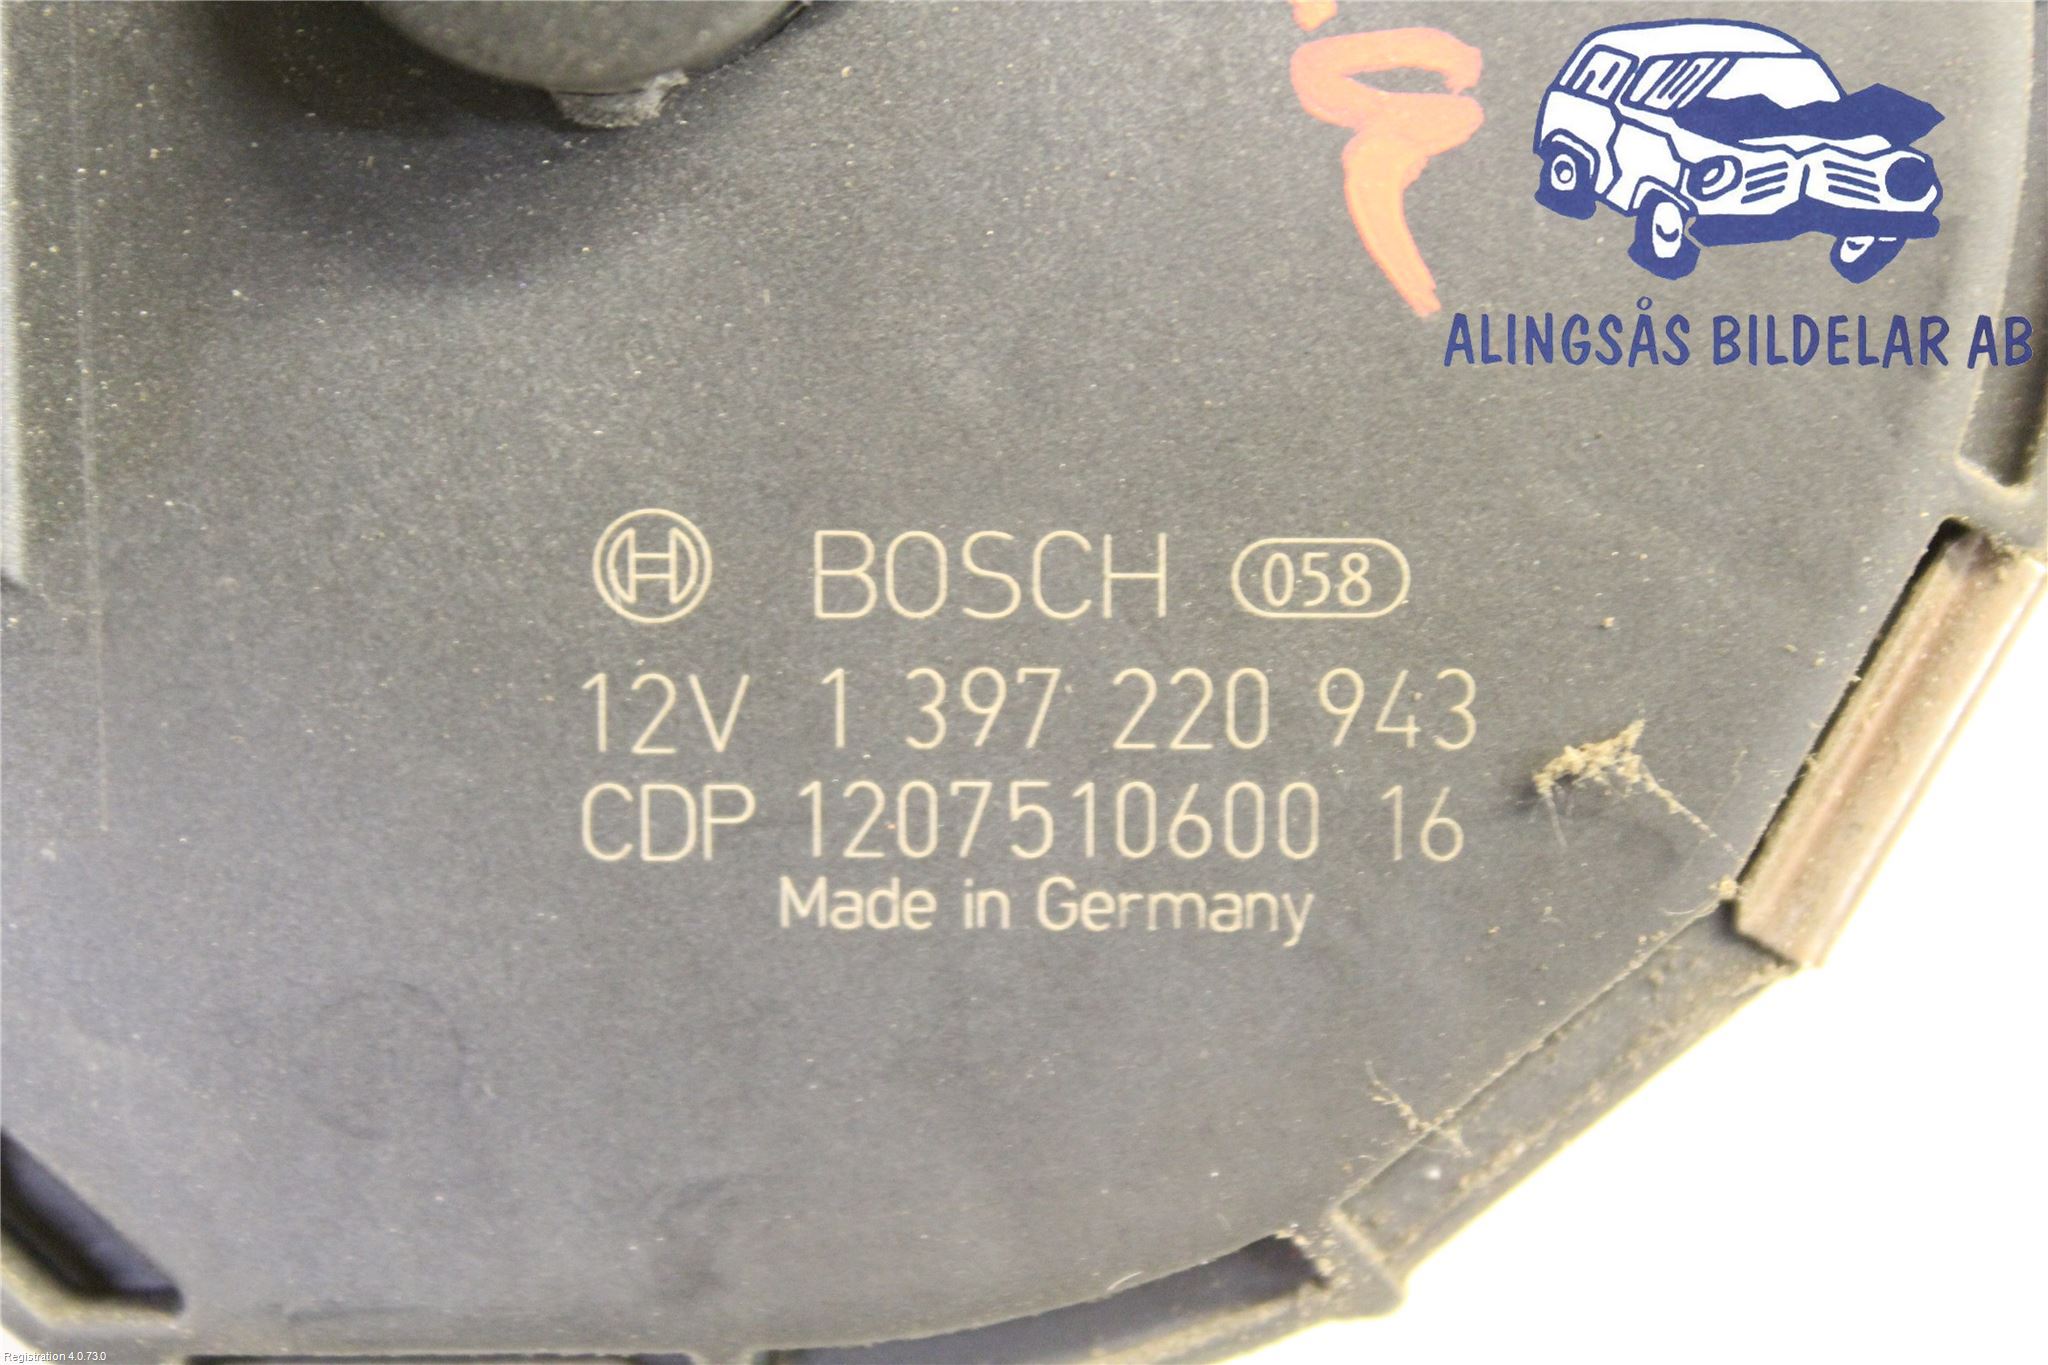 ALINGSÅS BILDELAR AB
BOSCH 058
12V 1 397 220 943
CDP 1207510600 16
Made in Germany
Registration 4.0.73.0